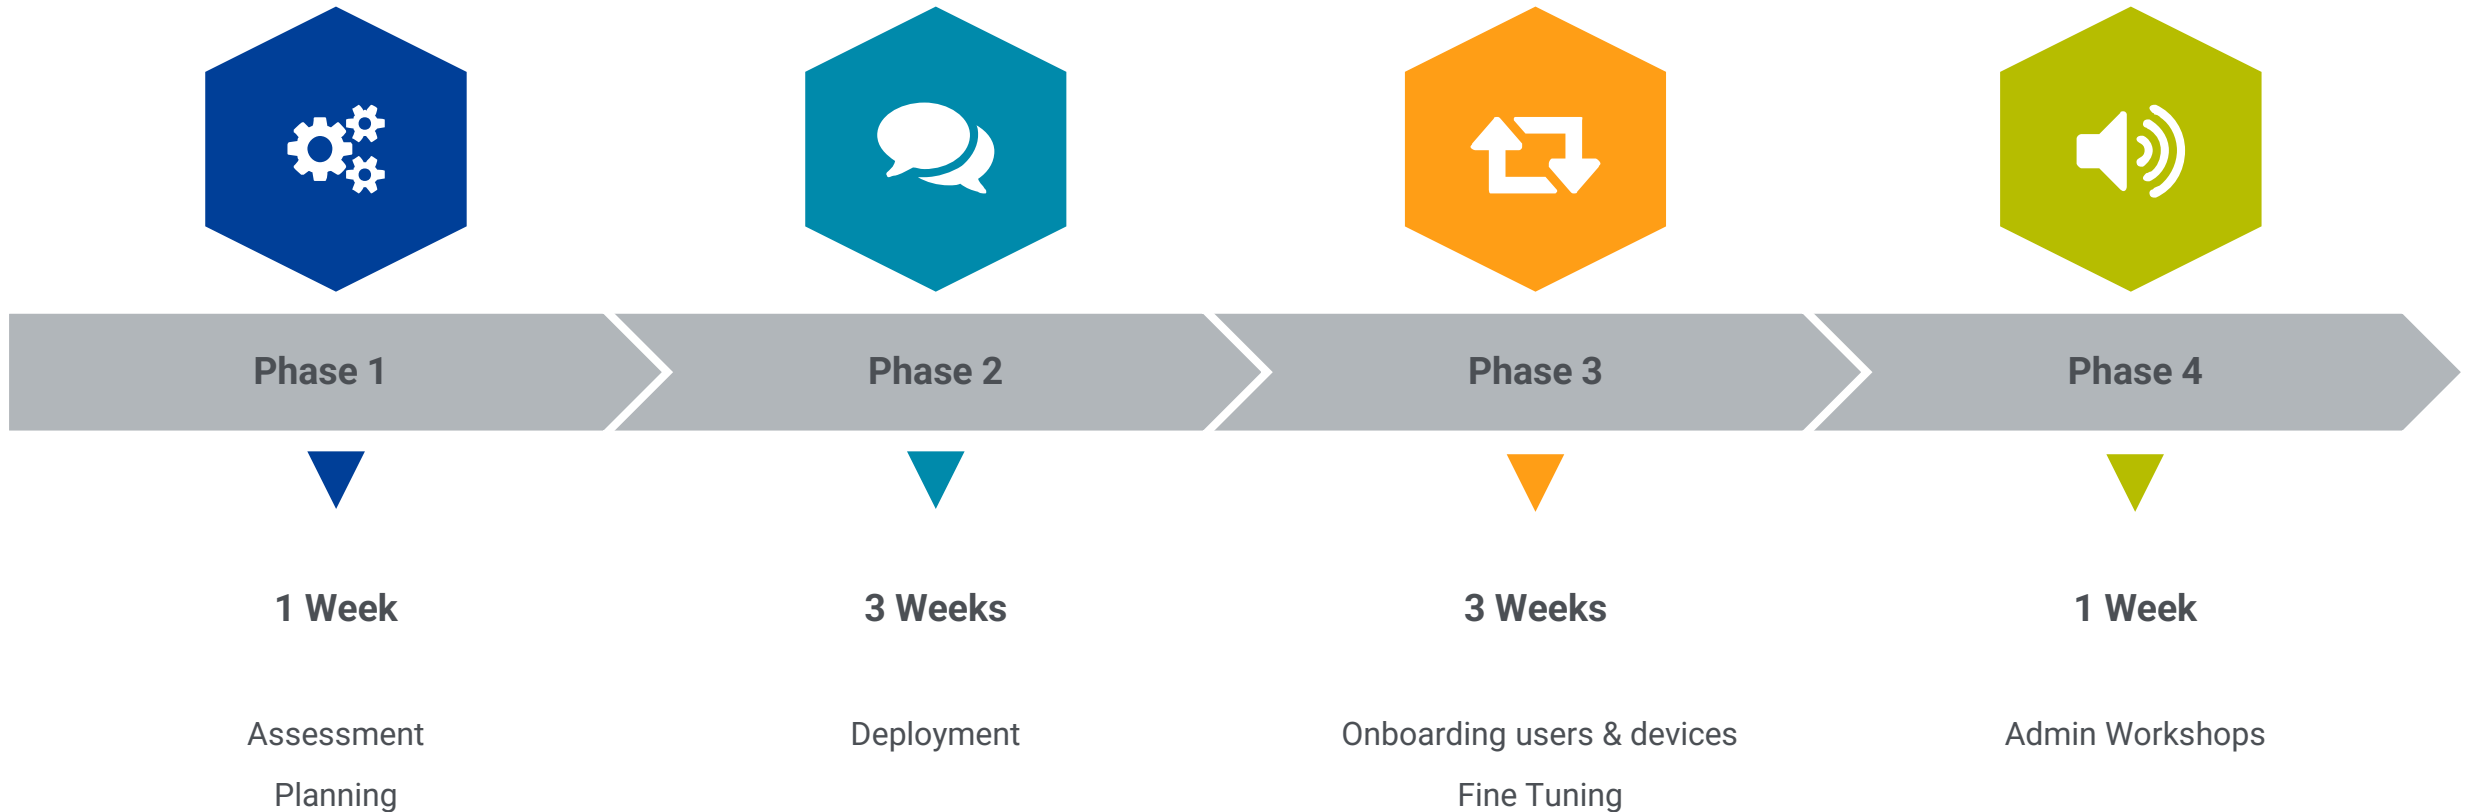 Phase 1
Phase 2
Phase 3
Phase 4
1 Week
3 Weeks
3 Weeks
1 Week
Assessment
Planning
Deployment
Onboarding users & devices
Fine Tuning
Admin Workshops